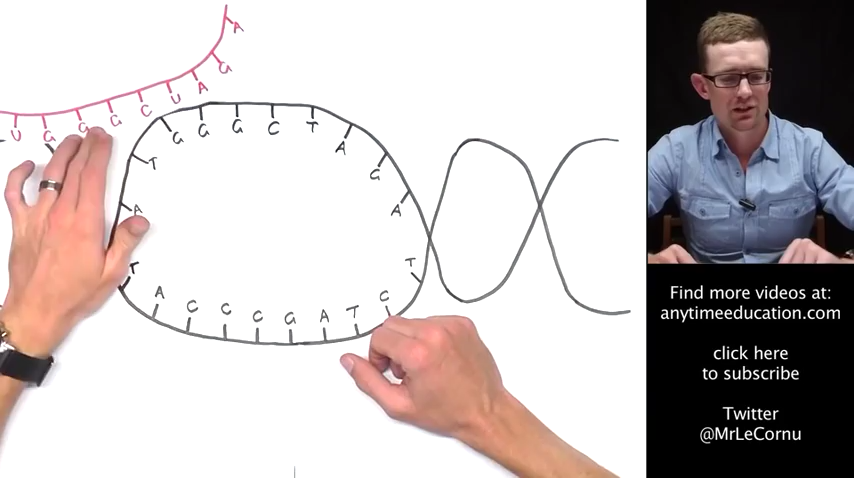 U G G G C U A G A
A T G G G C T A G A
T A C C C G A T C T
Find more videos at:
anytimeeducation.com
click here
to subscribe
Twitter
@MrLeCornu